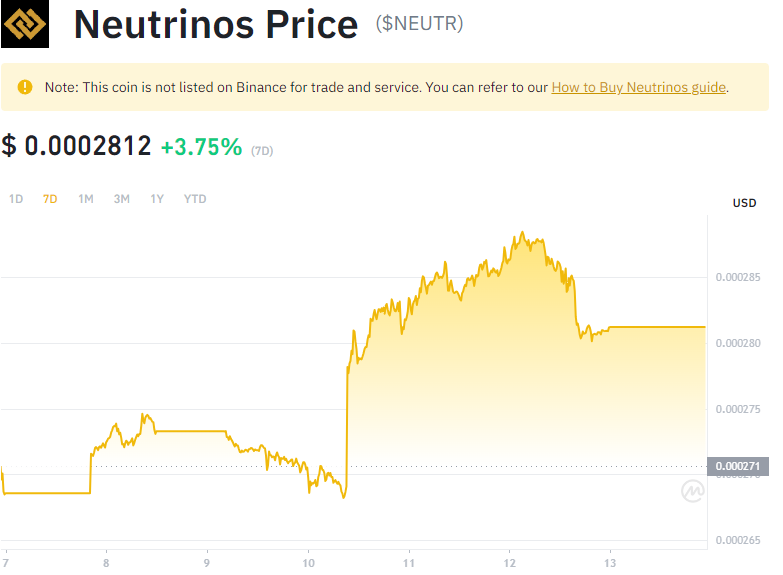 Neutrinos Price ($NEUTR)
Note: This coin is not listed on Binance for trade and service. You can refer to our How to Buy Neutrinos guide.
$ 0.0002812 +3.75% (7D)
1D 7D 1M 3M 1Y YTD
USD
0.000285
0.000280
0.000275
0.000271
0.000265
7 8 9 10 11 12 13